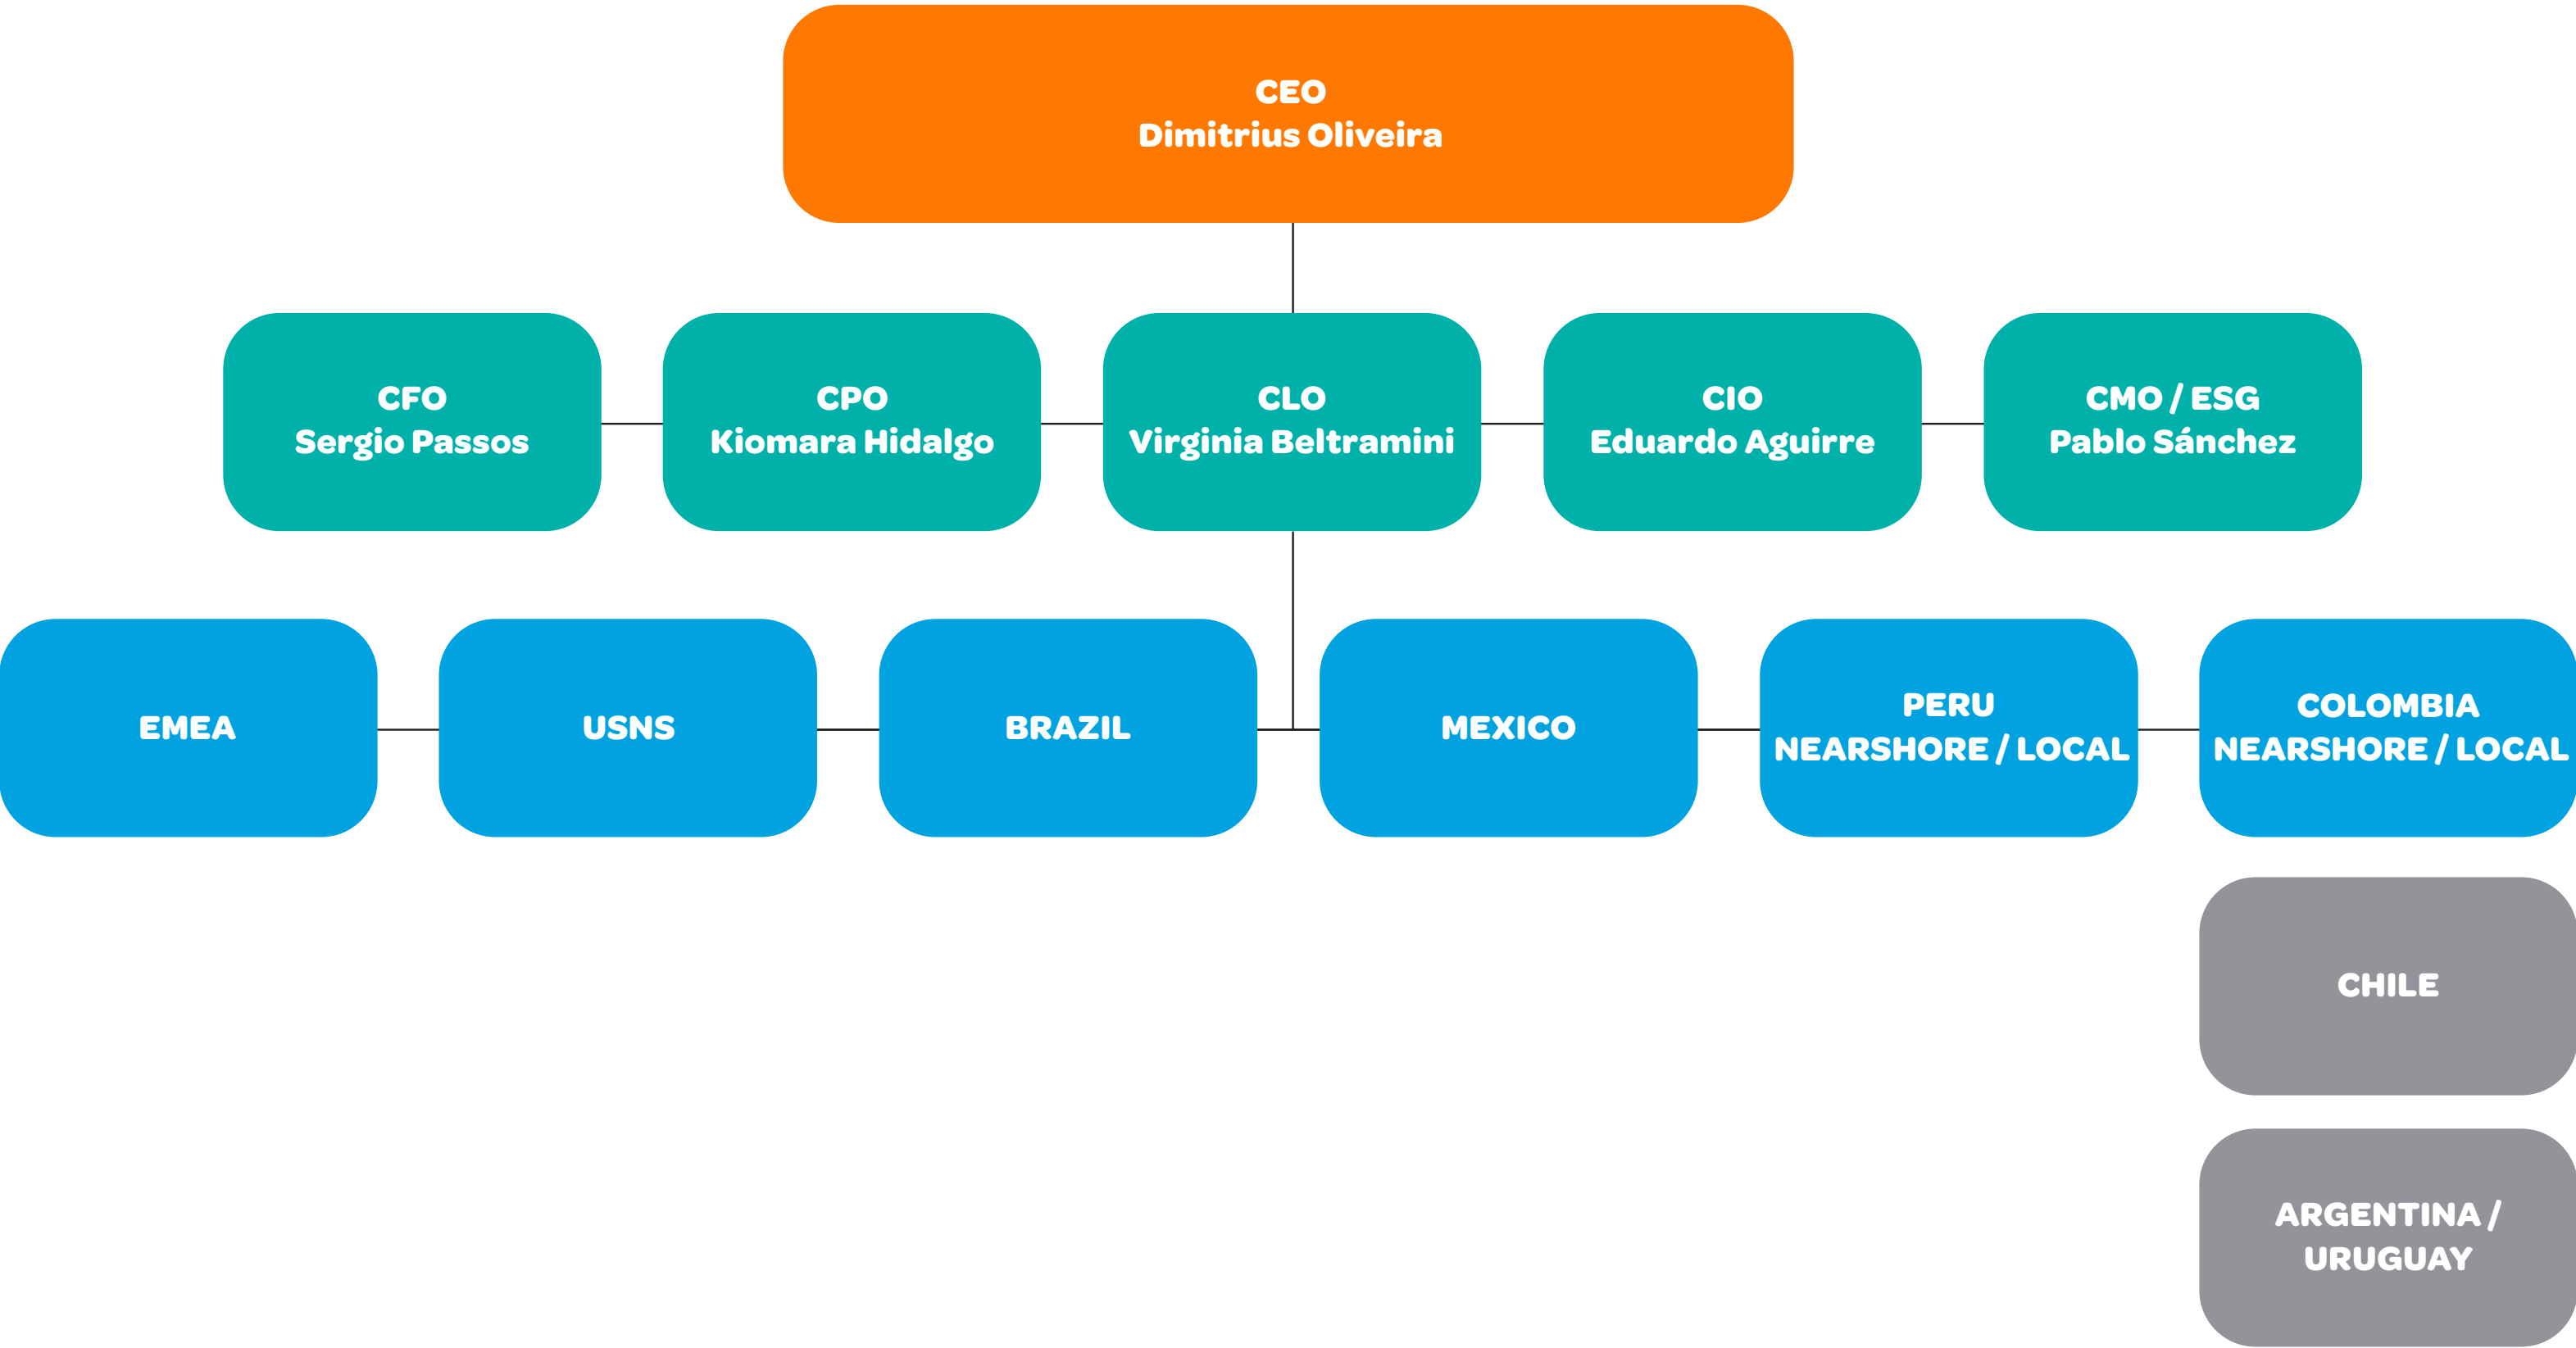 CEO
Dimitrius Oliveira
CFO
Sergio Passos
CPO
Kiomara Hidalgo
CLO
Virginia Beltramini
CIO
Eduardo Aguirre
CMO / ESG
Pablo Sánchez
EMEA
USNS
BRAZIL
MEXICO
PERU
NEARSHORE / LOCAL
COLOMBIA
NEARSHORE / LOCAL
CHILE
ARGENTINA /
URUGUAY